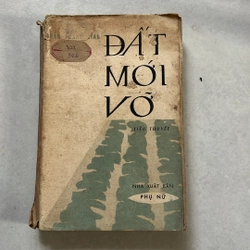 ĐẤT
MỚI
VỠ
TIỂU THUYẾT
NHÀ XUẤT BẢN
PHỤ NỮ